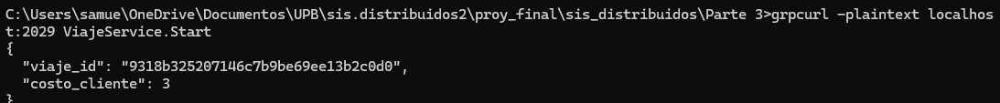 C:\Users\samue\OneDrive\Documentos\UPB\sis.distribuidos2\proy_final\sis_distribuidos\Parte 3>grpcurl -plaintext localhos
t:2029 ViajeService.Start
{
  "viaje_id": "9318b325207146c7b9be69ee13b2c0d0",
  "costo_cliente": 3
}